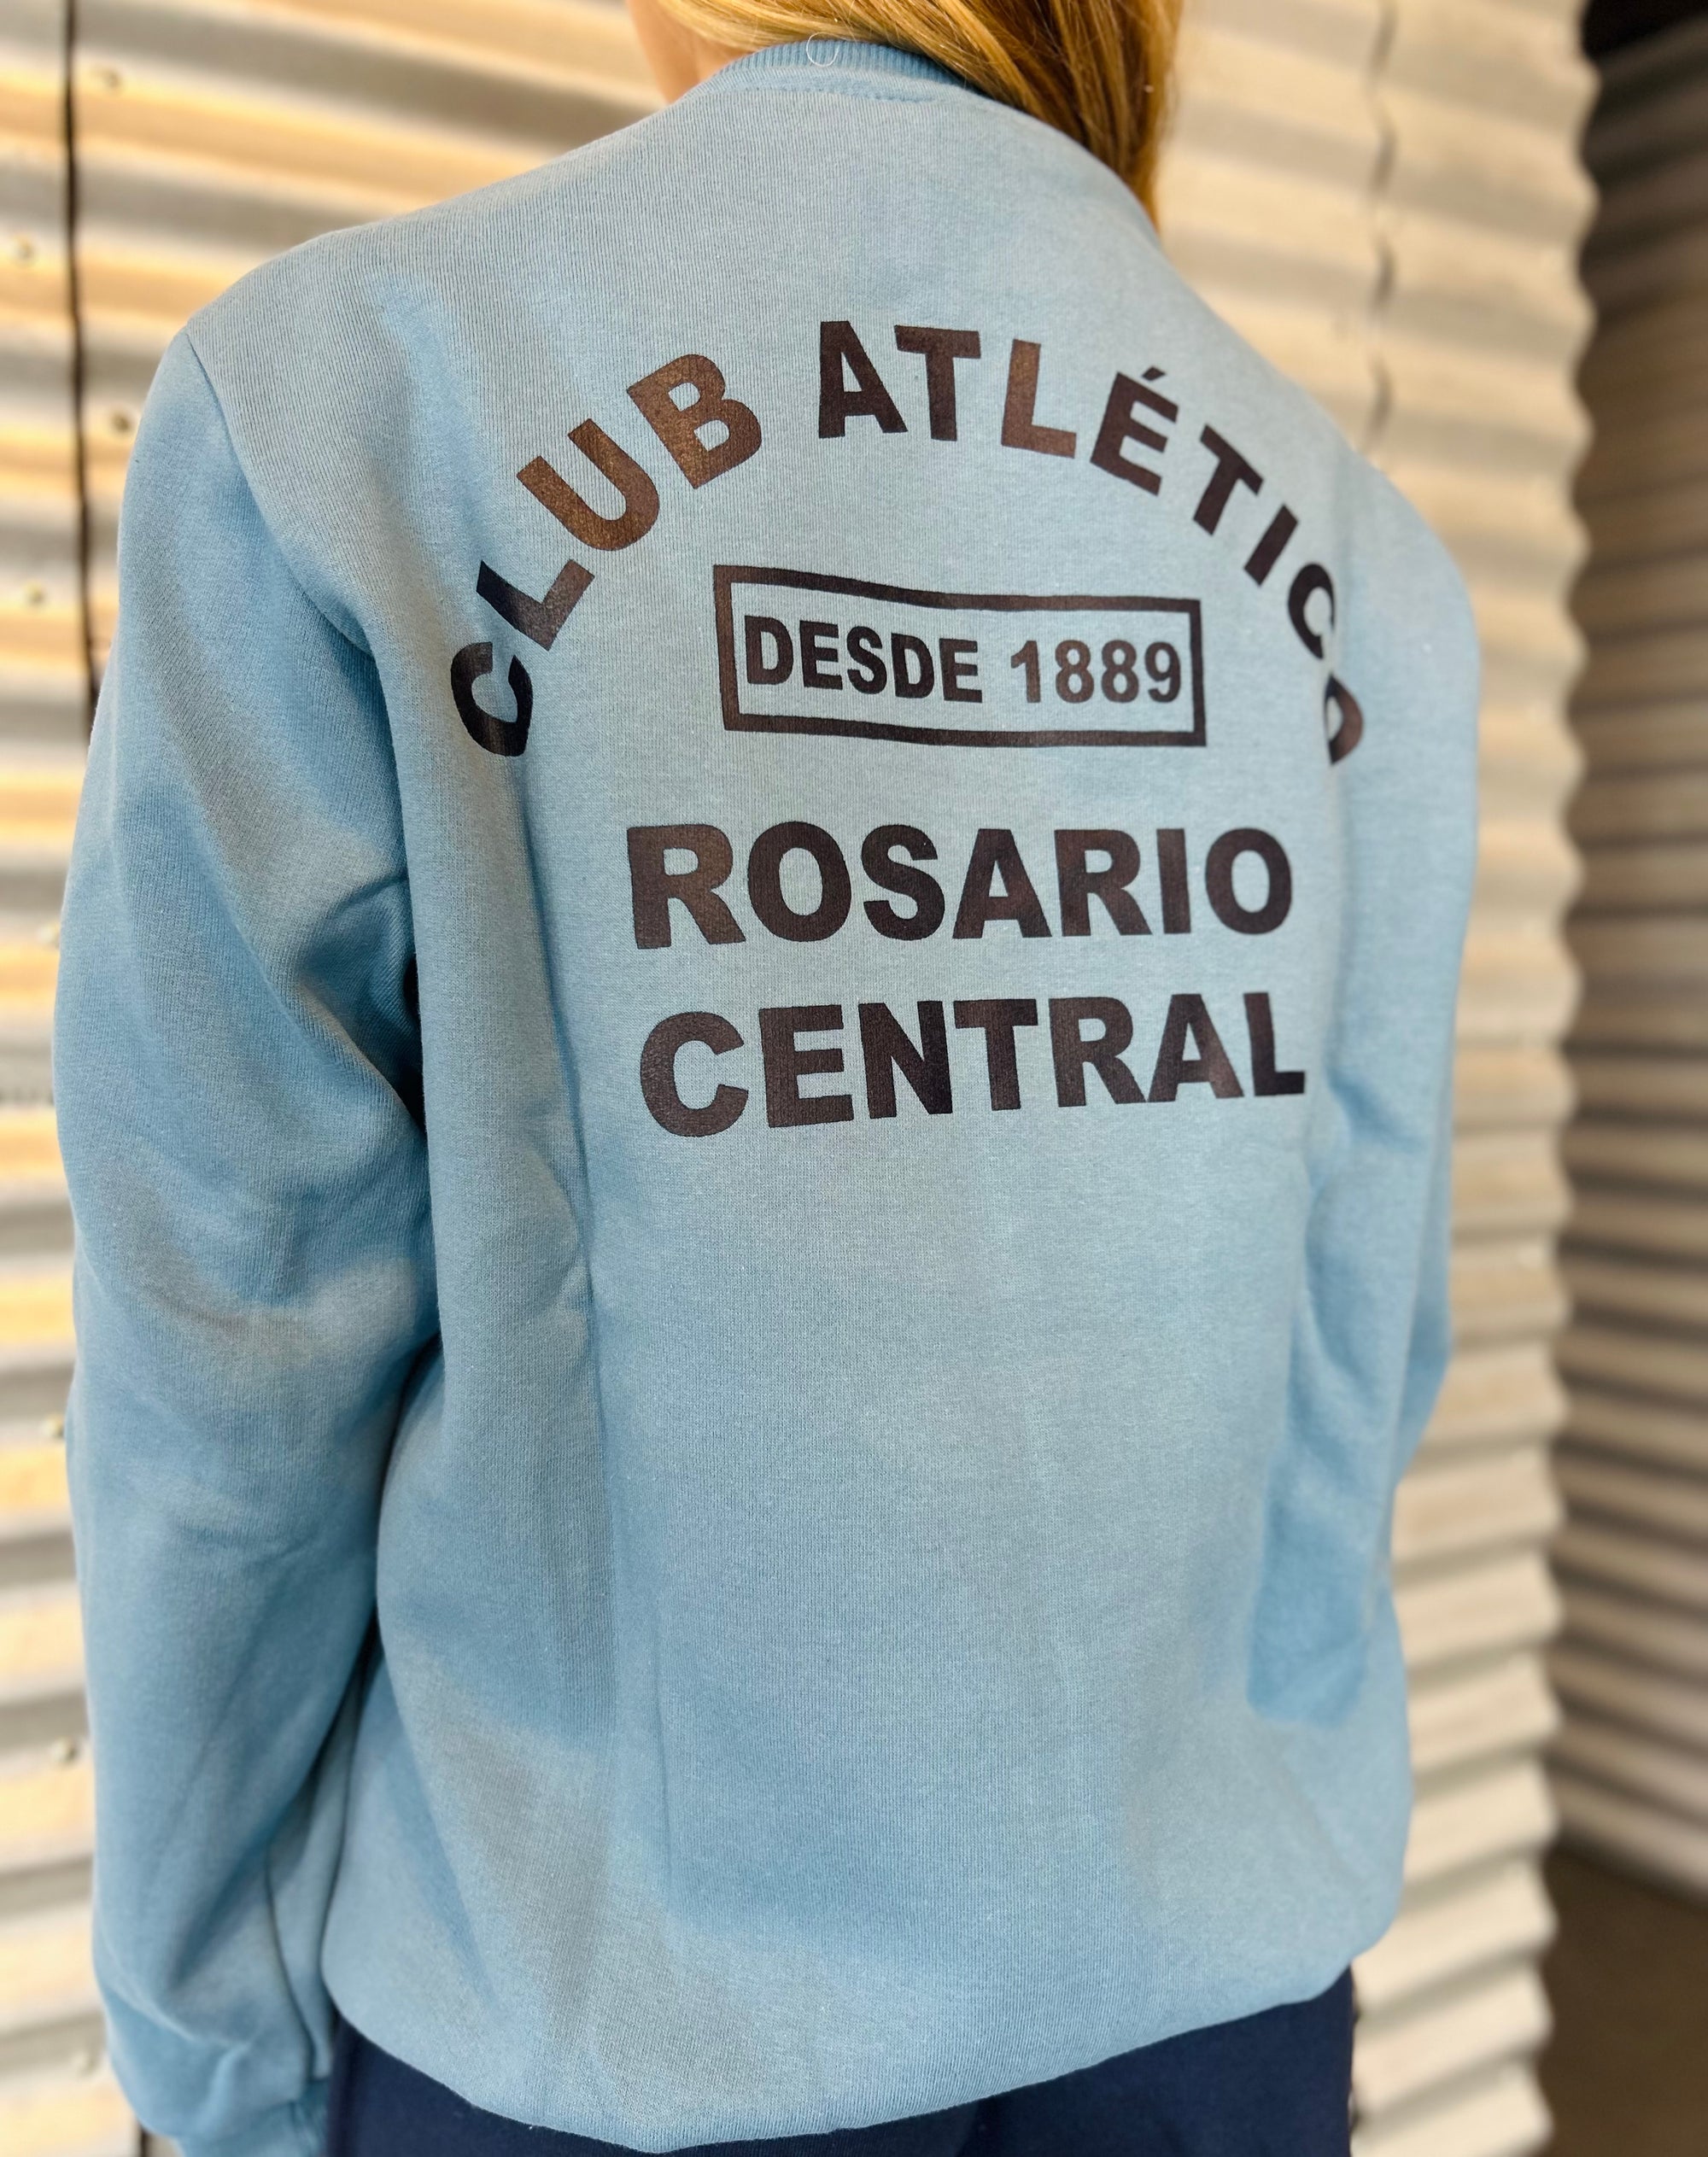 CLUB ATLÉTICO
DESDE 1889
ROSARIO
CENTRAL